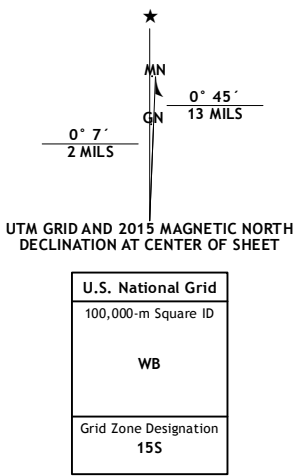 ★
MN
0° 45´
13 MILS
GN
0° 7´
2 MILS
UTM GRID AND 2015 MAGNETIC NORTH
DECLINATION AT CENTER OF SHEET
U.S. National Grid
100,000-m Square ID
WB
Grid Zone Designation
15S